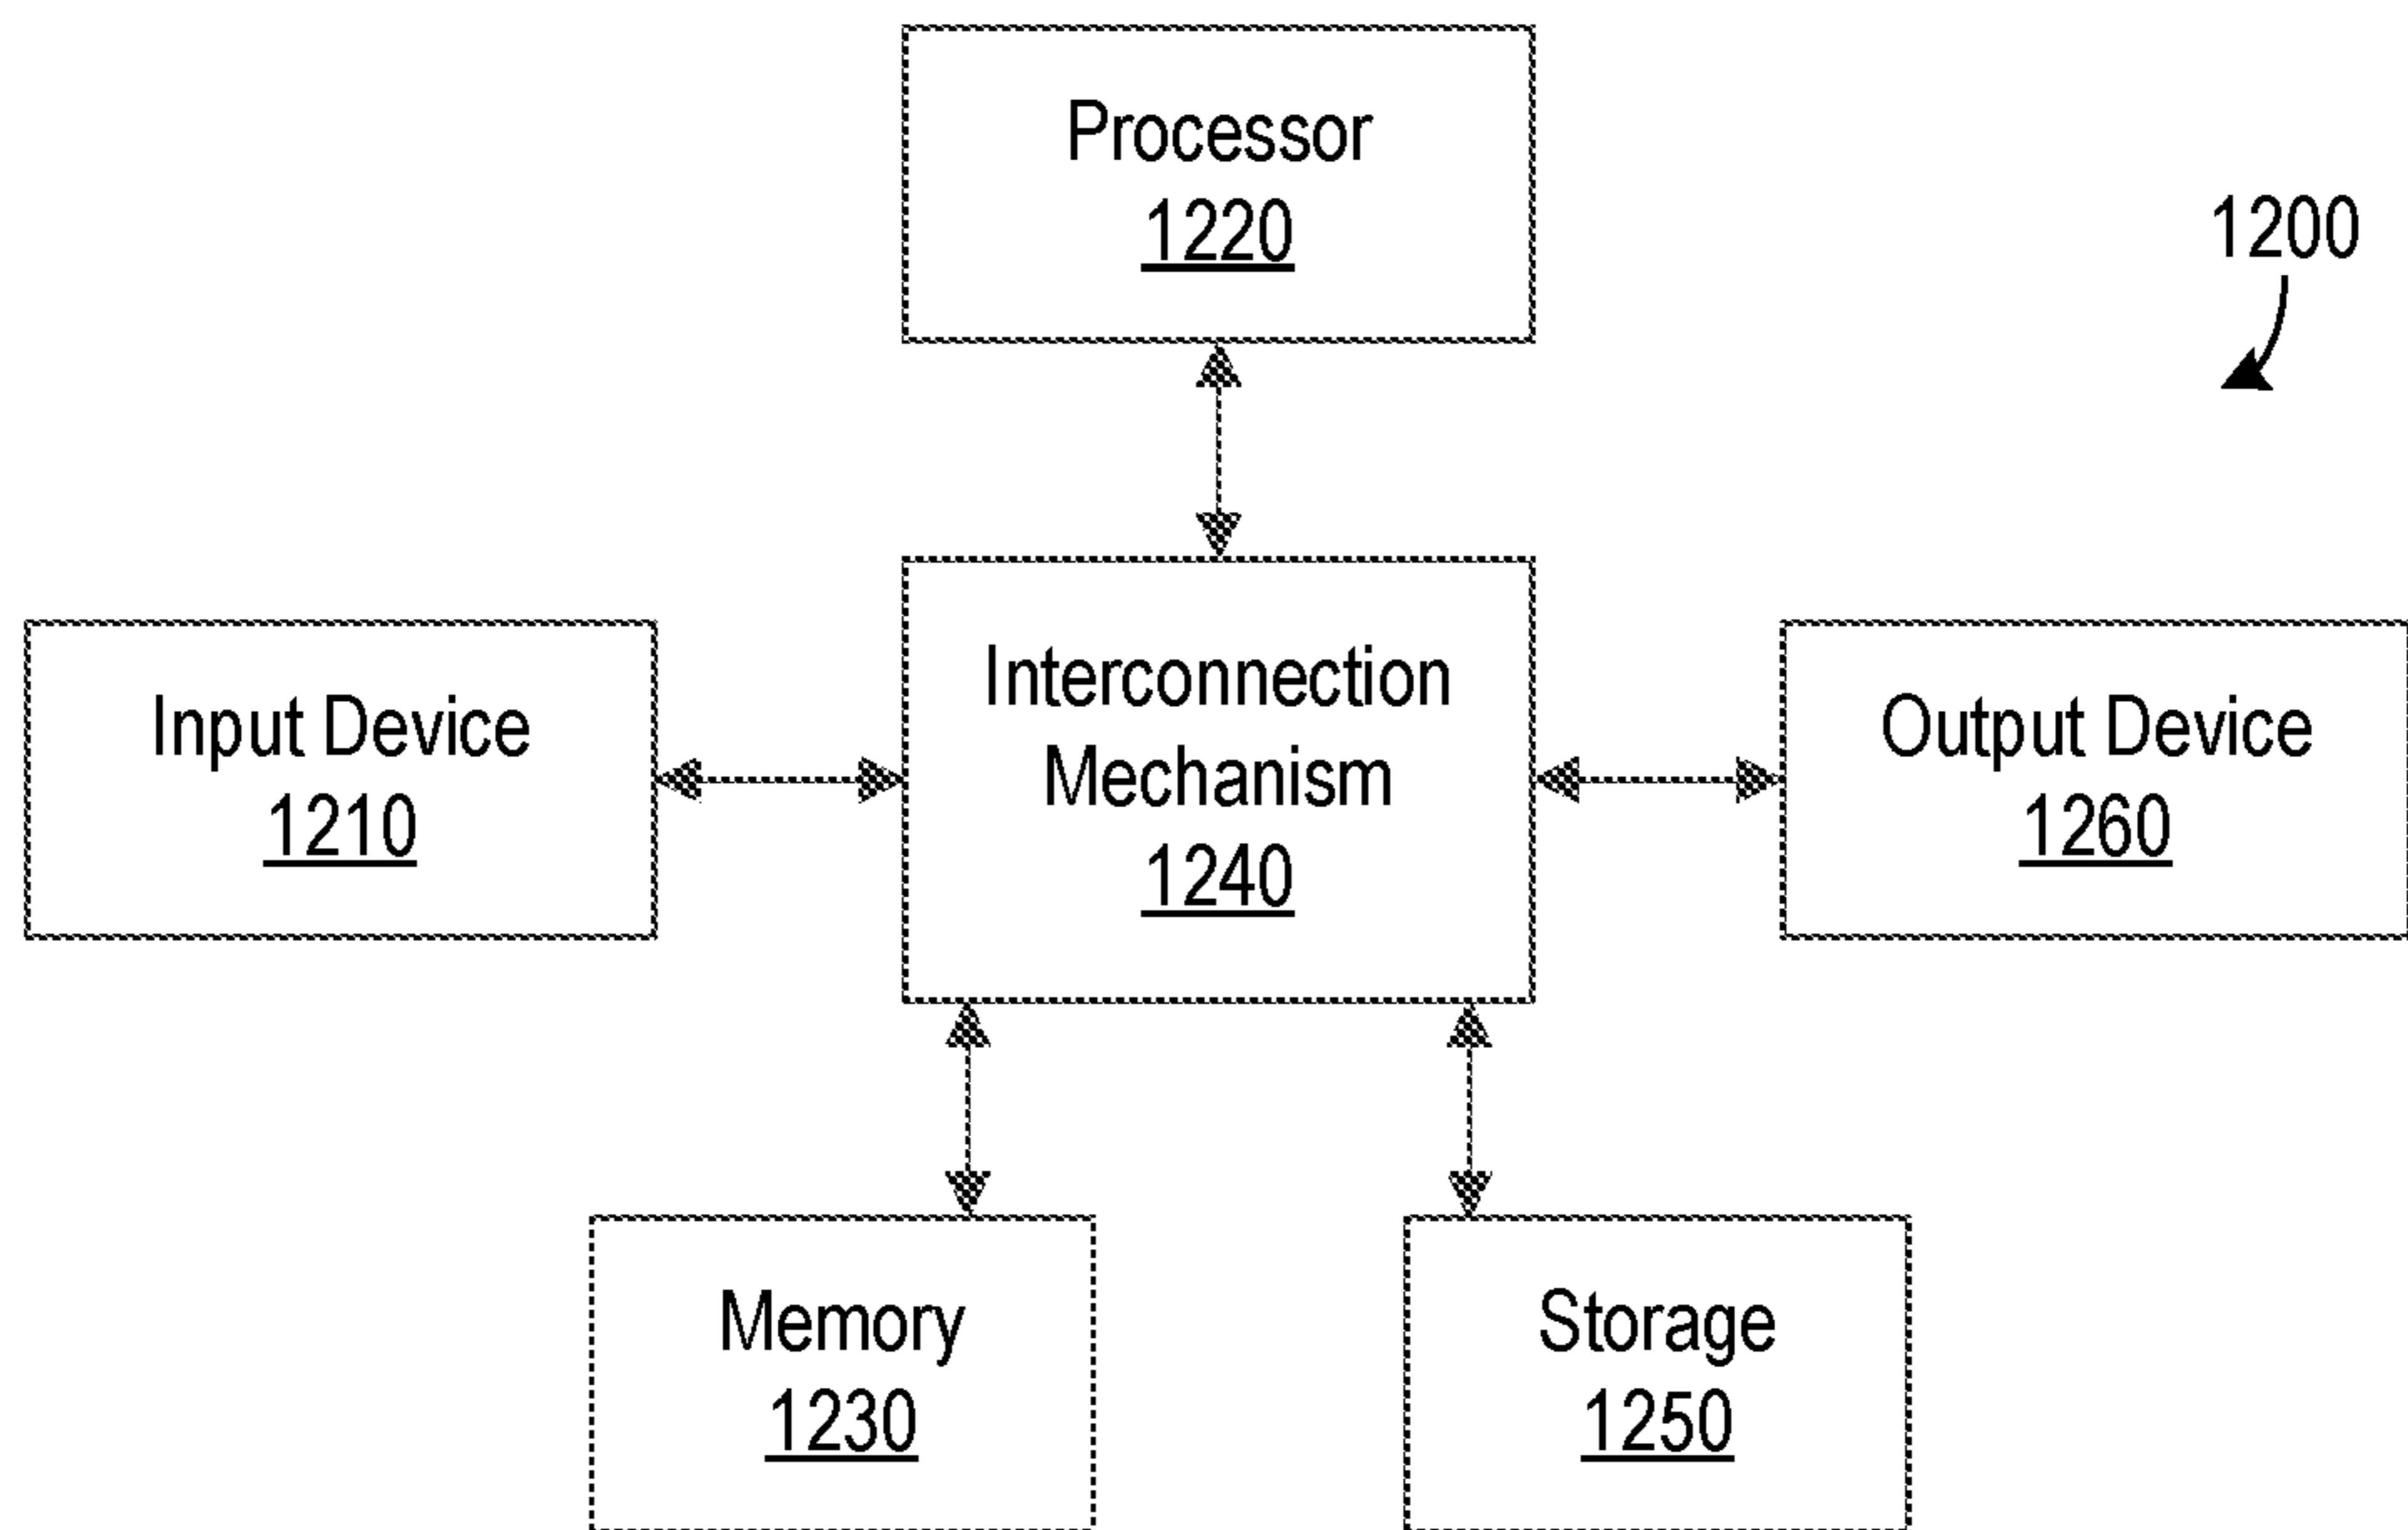 Processor
1220
1200
Interconnection
Mechanism
1240
Input Device
1210
Output Device
1260
Memory
1230
Storage
1250